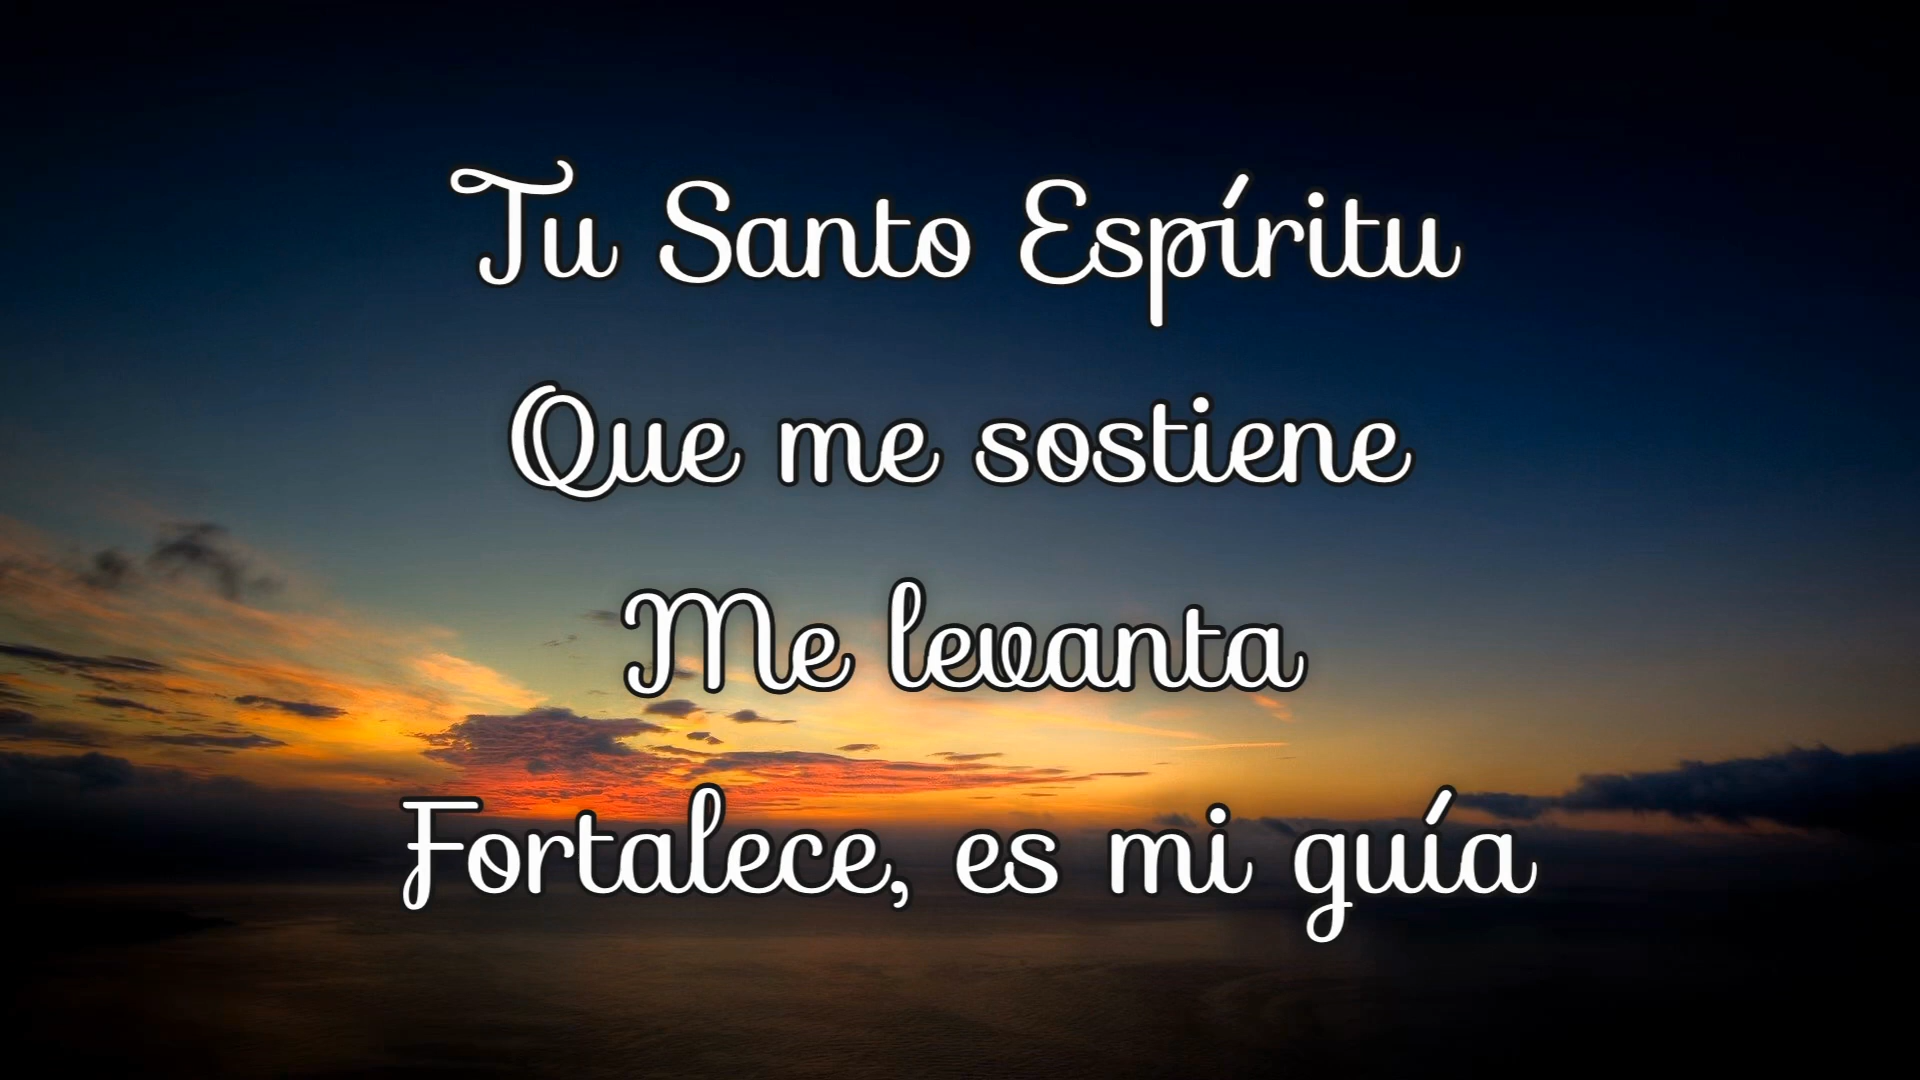 Tu Santo Espíritu
Que me sostiene
Me levanta
Fortalece, es mi guía